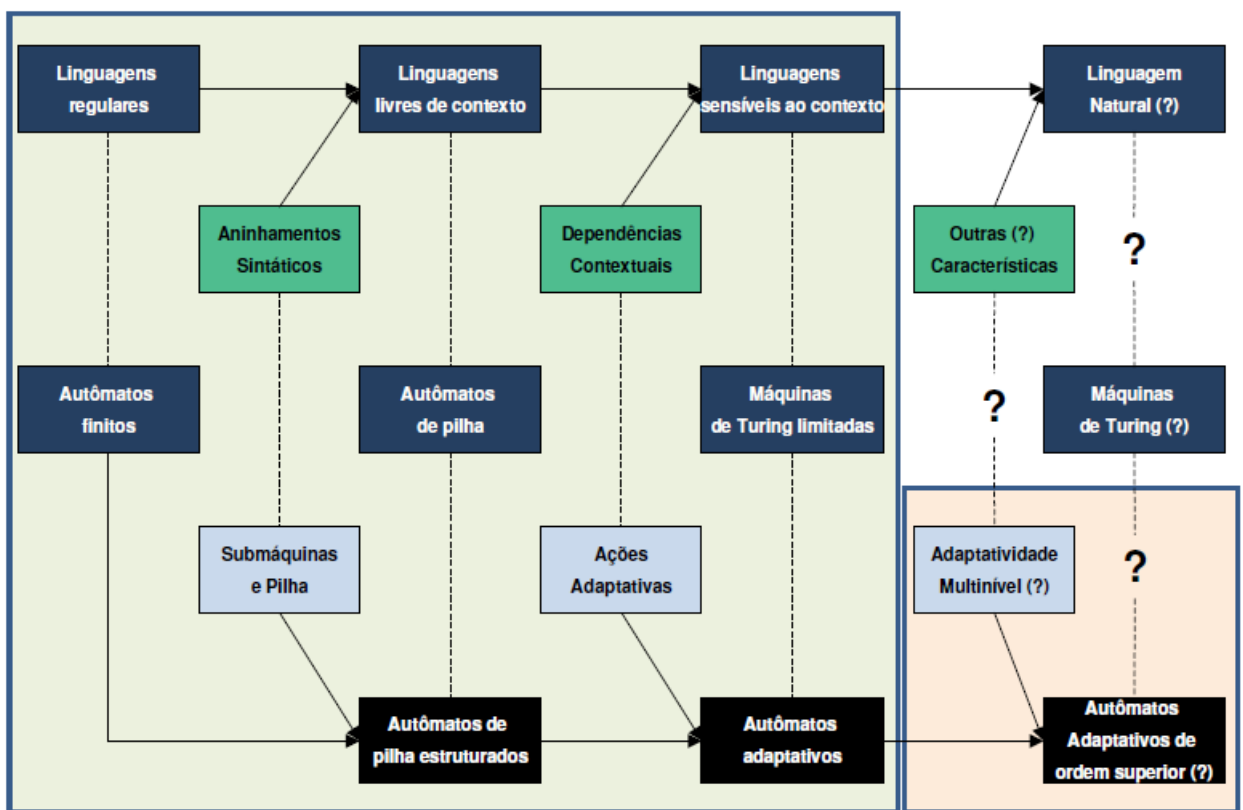 Linguagens
regulares
Linguagens
livres de contexto
Linguagens
sensíveis ao contexto
Linguagem
Natural (?)
Aninhamentos
Sintáticos
Dependências
Contextuais
Outras (?)
Características
?
Autômatos
finitos
Autômatos
de pilha
Máquinas
de Turing limitadas
?
Máquinas
de Turing (?)
Submáquinas
e Pilha
Ações
Adaptativas
Adaptatividade
Multinível (?)
?
Autômatos de
pilha estruturados
Autômatos
adaptativos
Autômatos
Adaptativos de
ordem superior (?)